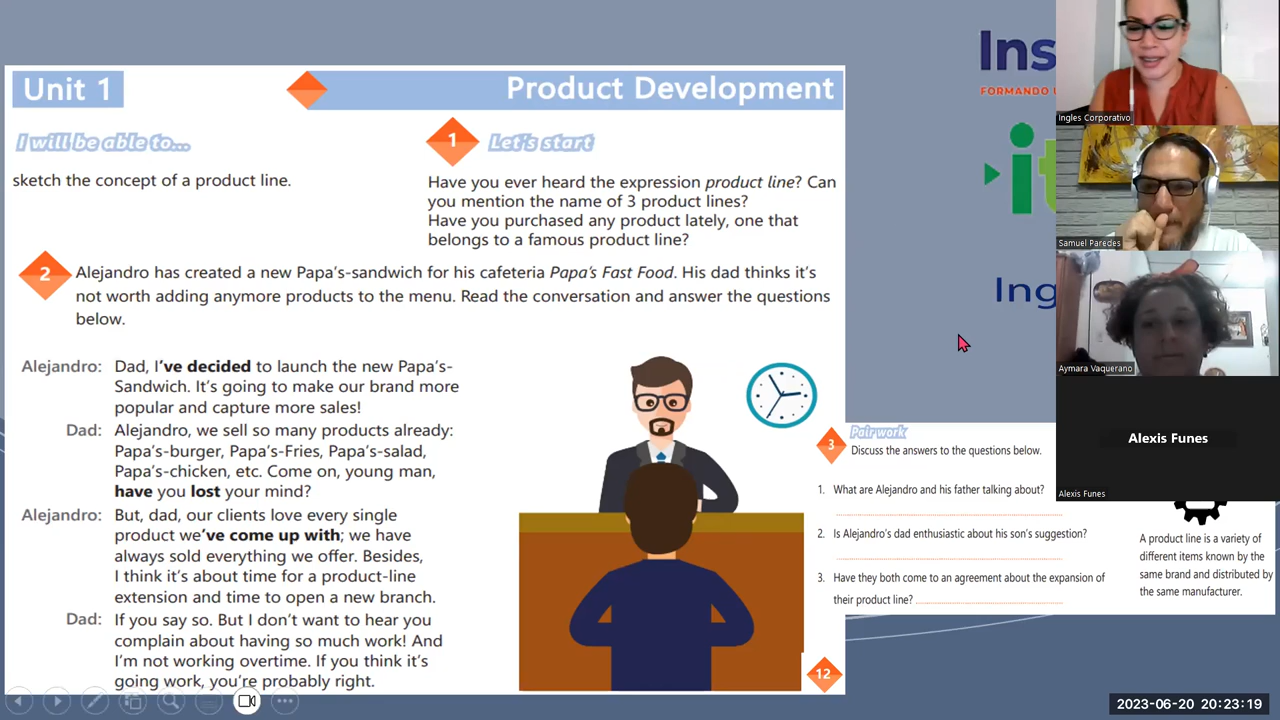 Unit 1
Product Development
I will be able to...
sketch the concept of a product line.
1
Let's start
Have you ever heard the expression product line? Can
you mention the name of 3 product lines?
Have you purchased any product lately, one that
belongs to a famous product line?
2
Alejandro has created a new Papa's-sandwich for his cafeteria Papa's Fast Food. His dad thinks it's
not worth adding anymore products to the menu. Read the conversation and answer the questions
below.
Alejandro: Dad, I've decided to launch the new Papa's-
Sandwich. It's going to make our brand more
popular and capture more sales!
Dad: Alejandro, we sell so many products already:
Papa's-burger, Papa's-Fries, Papa's-salad,
Papa's-chicken, etc. Come on, young man,
have you lost your mind?
Alejandro: But, dad, our clients love every single
product we've come up with; we have
always sold everything we offer. Besides,
I think it's about time for a product-line
extension and time to open a new branch.
Dad: If you say so. But I don't want to hear you
complain about having so much work! And
I'm not working overtime. If you think it's
going work, you're probably right.
3
Pair work
Discuss the answers to the questions below.
1. What are Alejandro and his father talking about?
2. Is Alejandro's dad enthusiastic about his son's suggestion?
3. Have they both come to an agreement about the expansion of
their product line?
A product line is a variety of
different items known by the
same brand and distributed by
the same manufacturer.
12
Ins
FORMANDO
it
Ing
Ingles Corporativo
Samuel Paredes
Aymara Vaquerano
Alexis Funes
Alexis Funes
2023-06-20 20:23:19